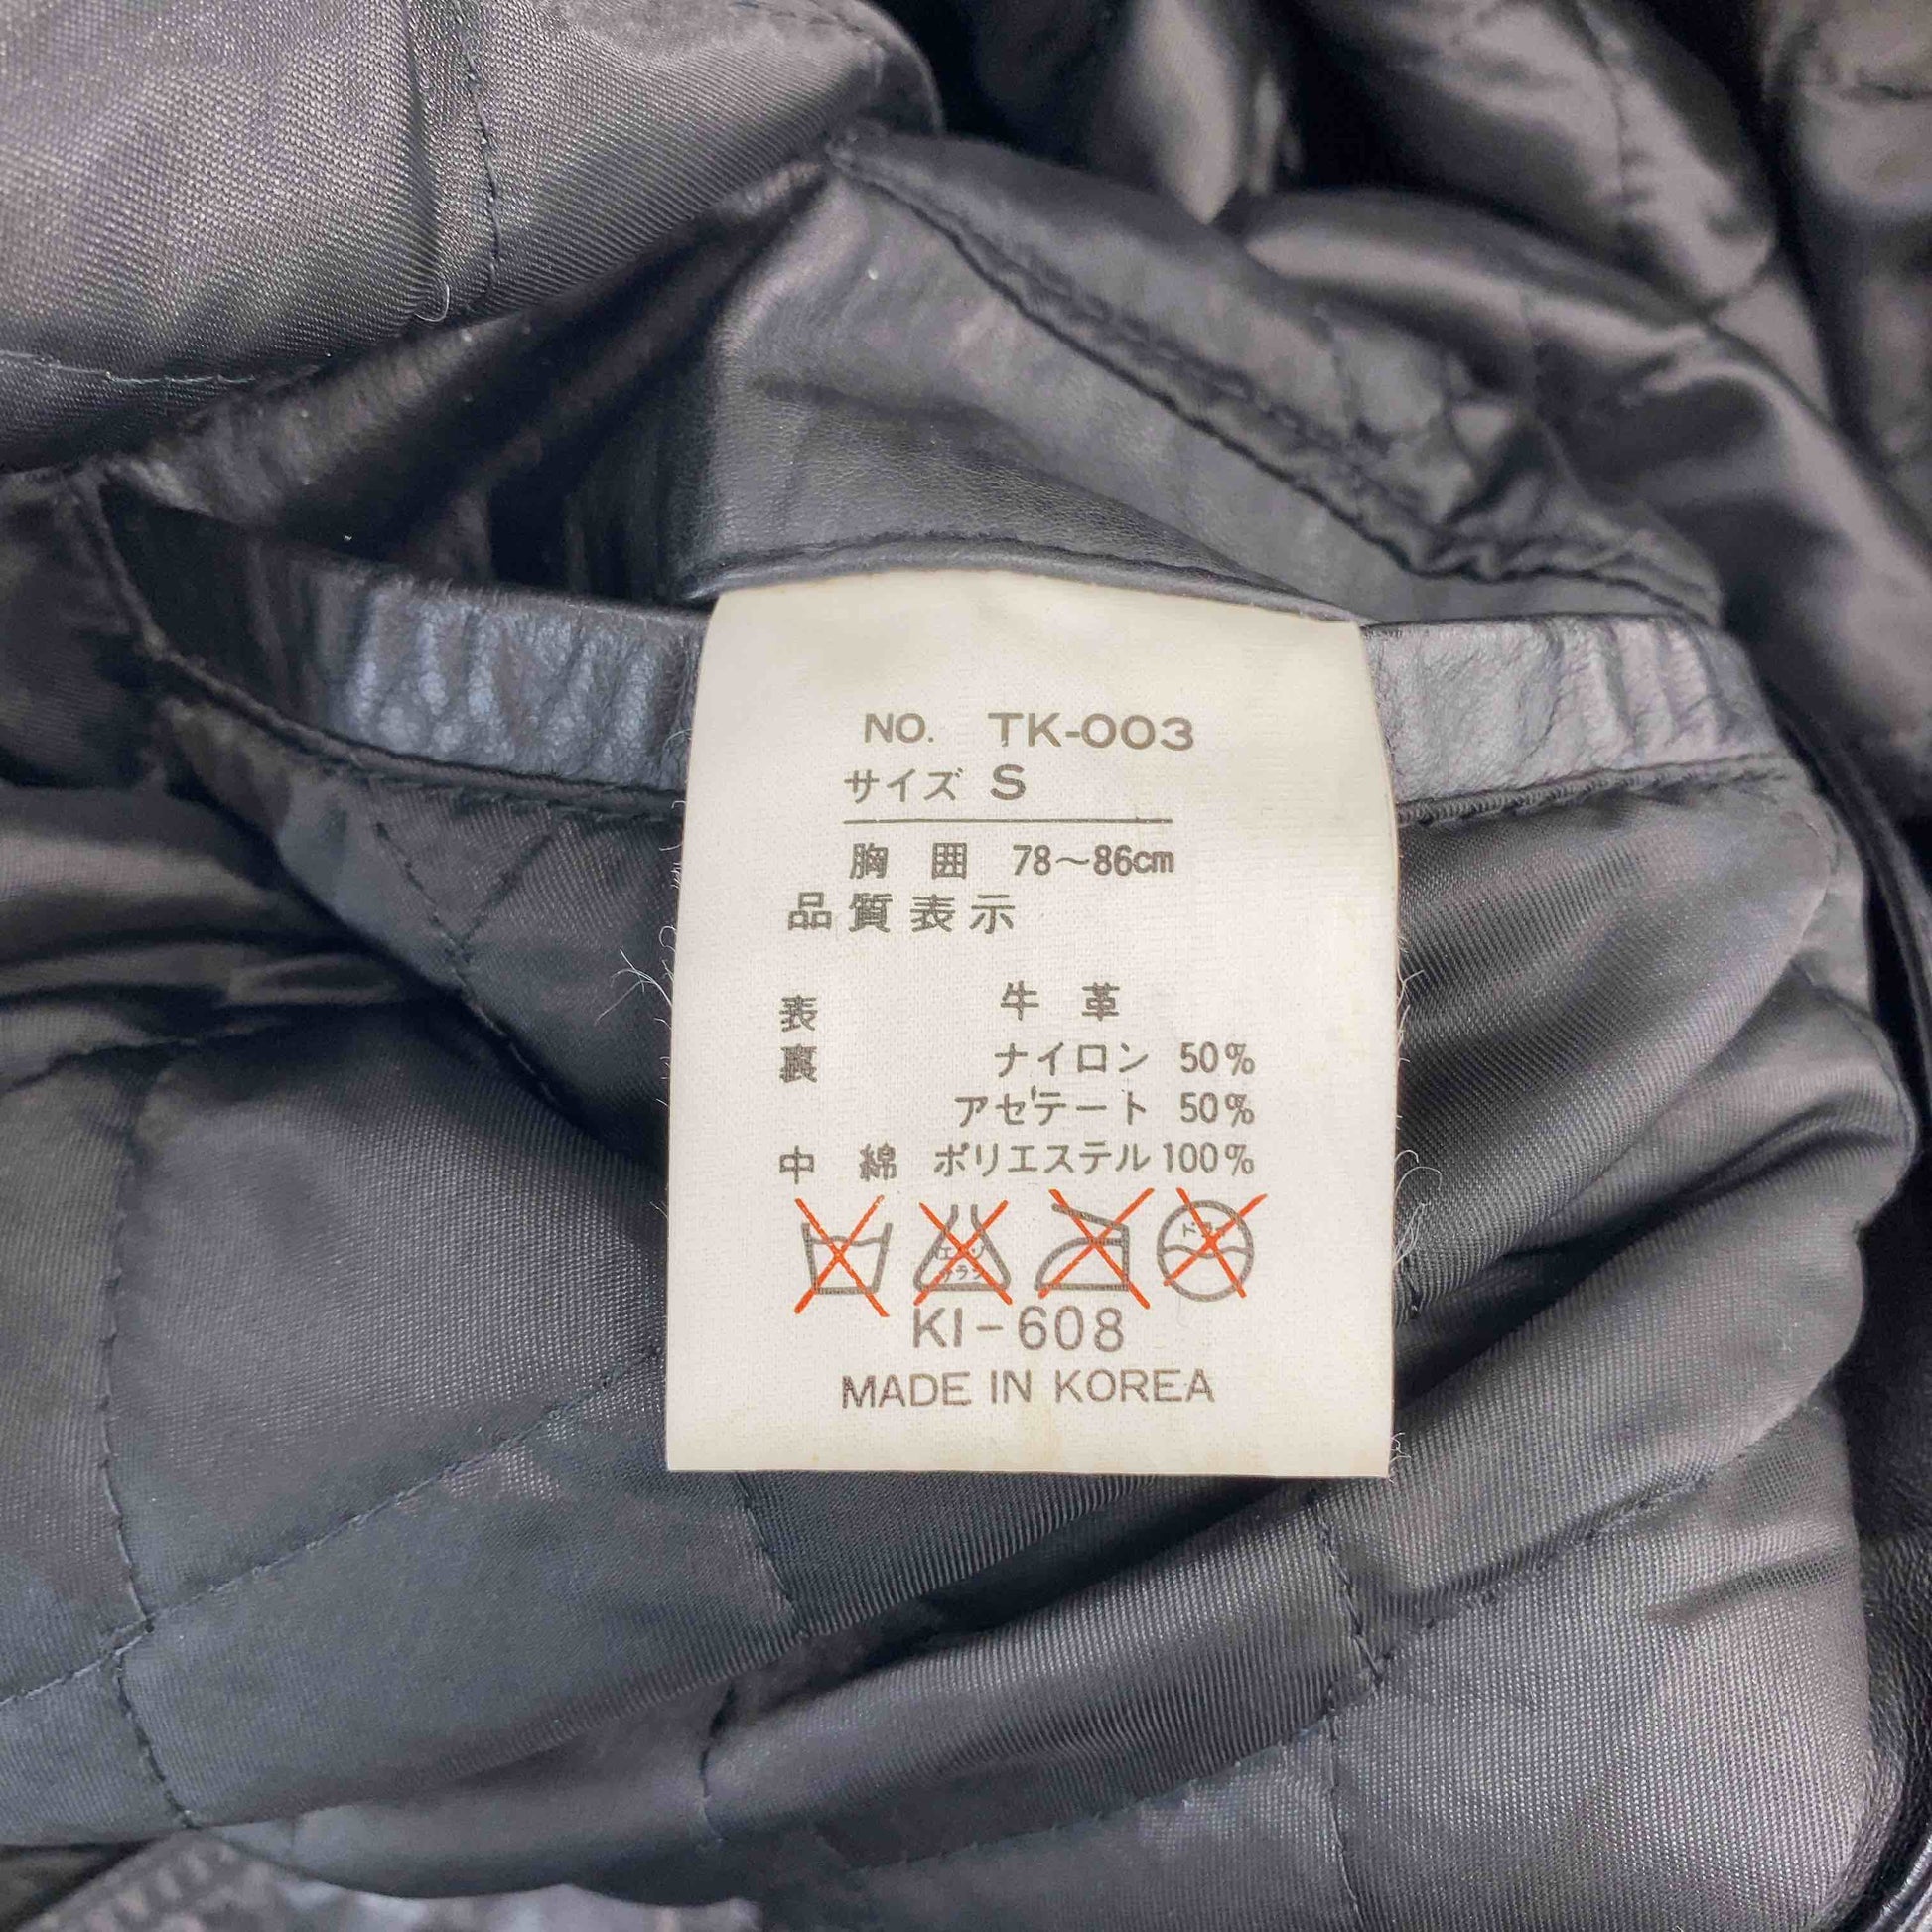 NO. TK-003
サイズ S
胸囲 78〜86cm
品質表示
表 牛革
裏 ナイロン 50%
アセテート 50%
中綿 ポリエステル 100%
KI-608
MADE IN KOREA